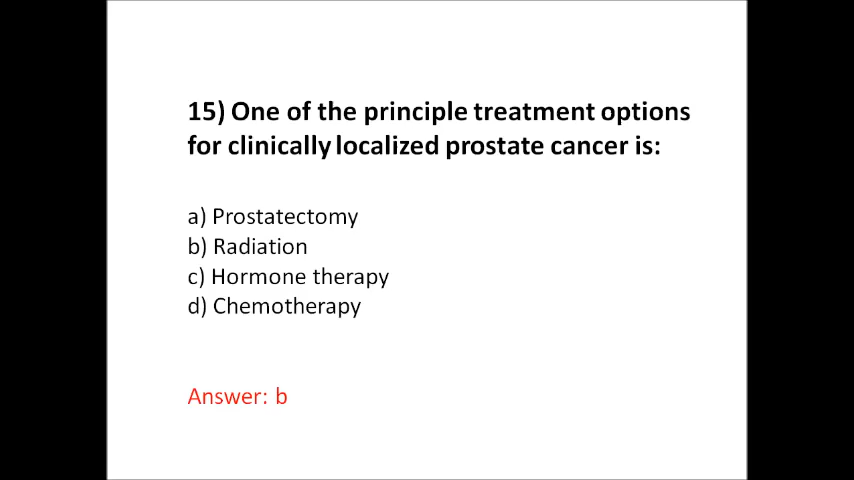 15) One of the principle treatment options
for clinically localized prostate cancer is:
a) Prostatectomy
b) Radiation
c) Hormone therapy
d) Chemotherapy
Answer: b